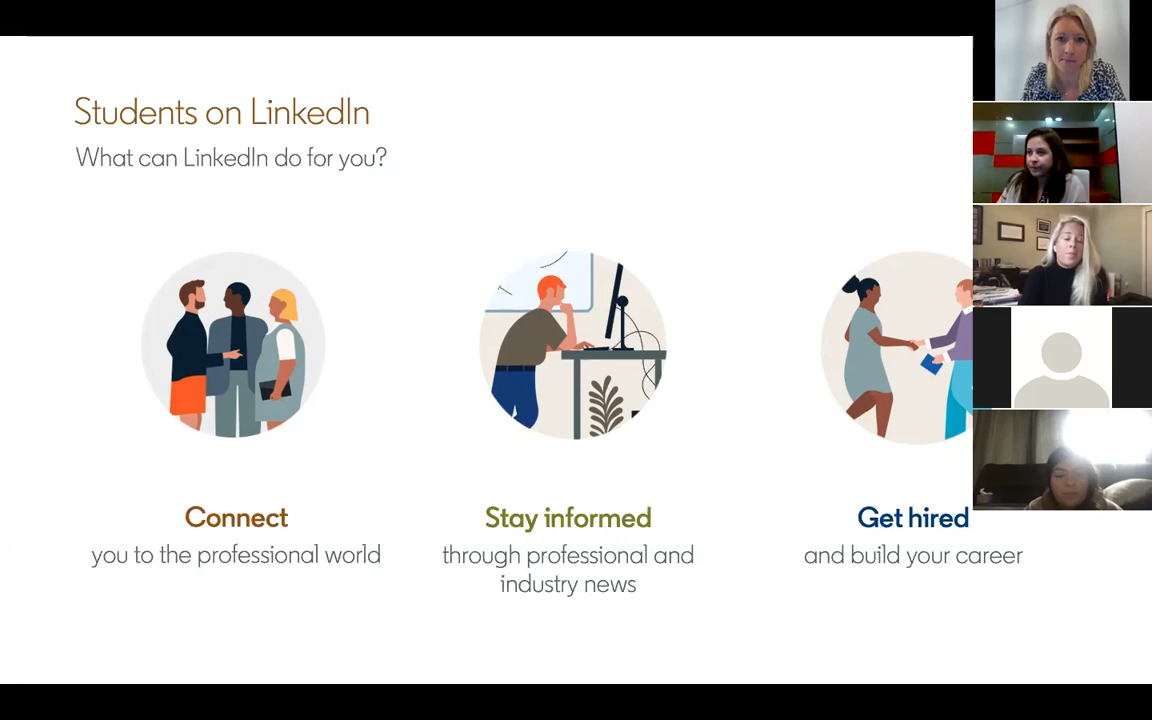 Students on LinkedIn
What can LinkedIn do for you?
Connect
you to the professional world
Stay informed
through professional and
industry news
Get hired
and build your career